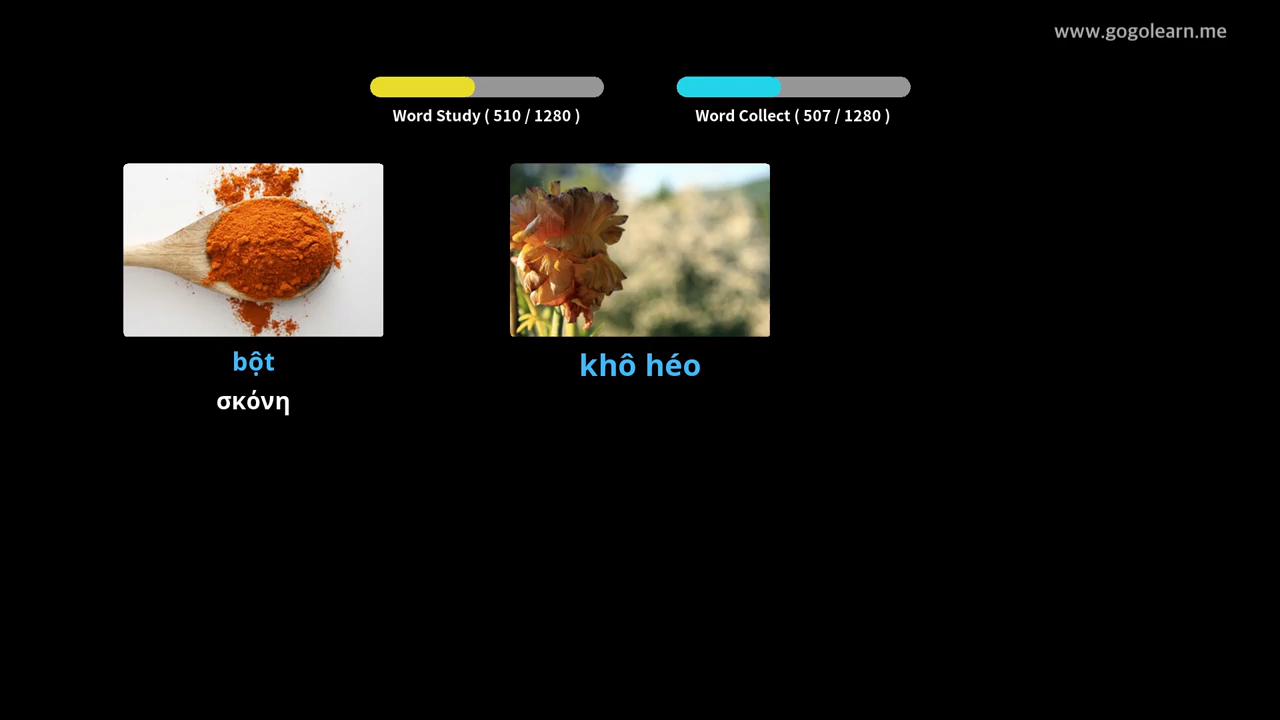 www.gogolearn.me
Word Study ( 510 / 1280 )
Word Collect ( 507 / 1280 )
bột
σκόνη
khô héo